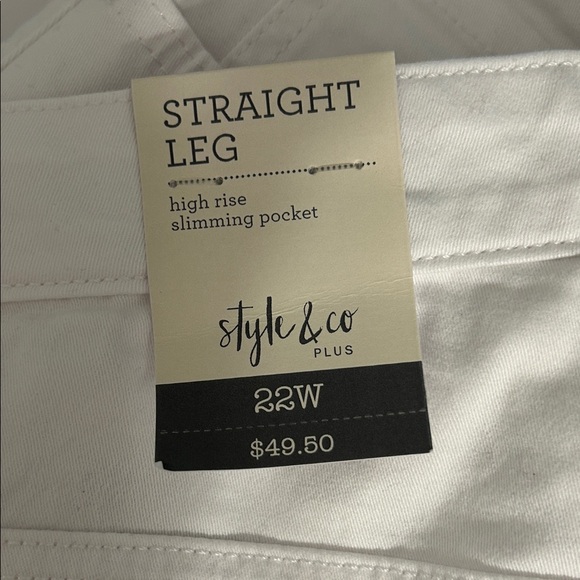 STRAIGHT
LEG
high rise
slimming pocket
style & co
PLUS
22W
$49.50